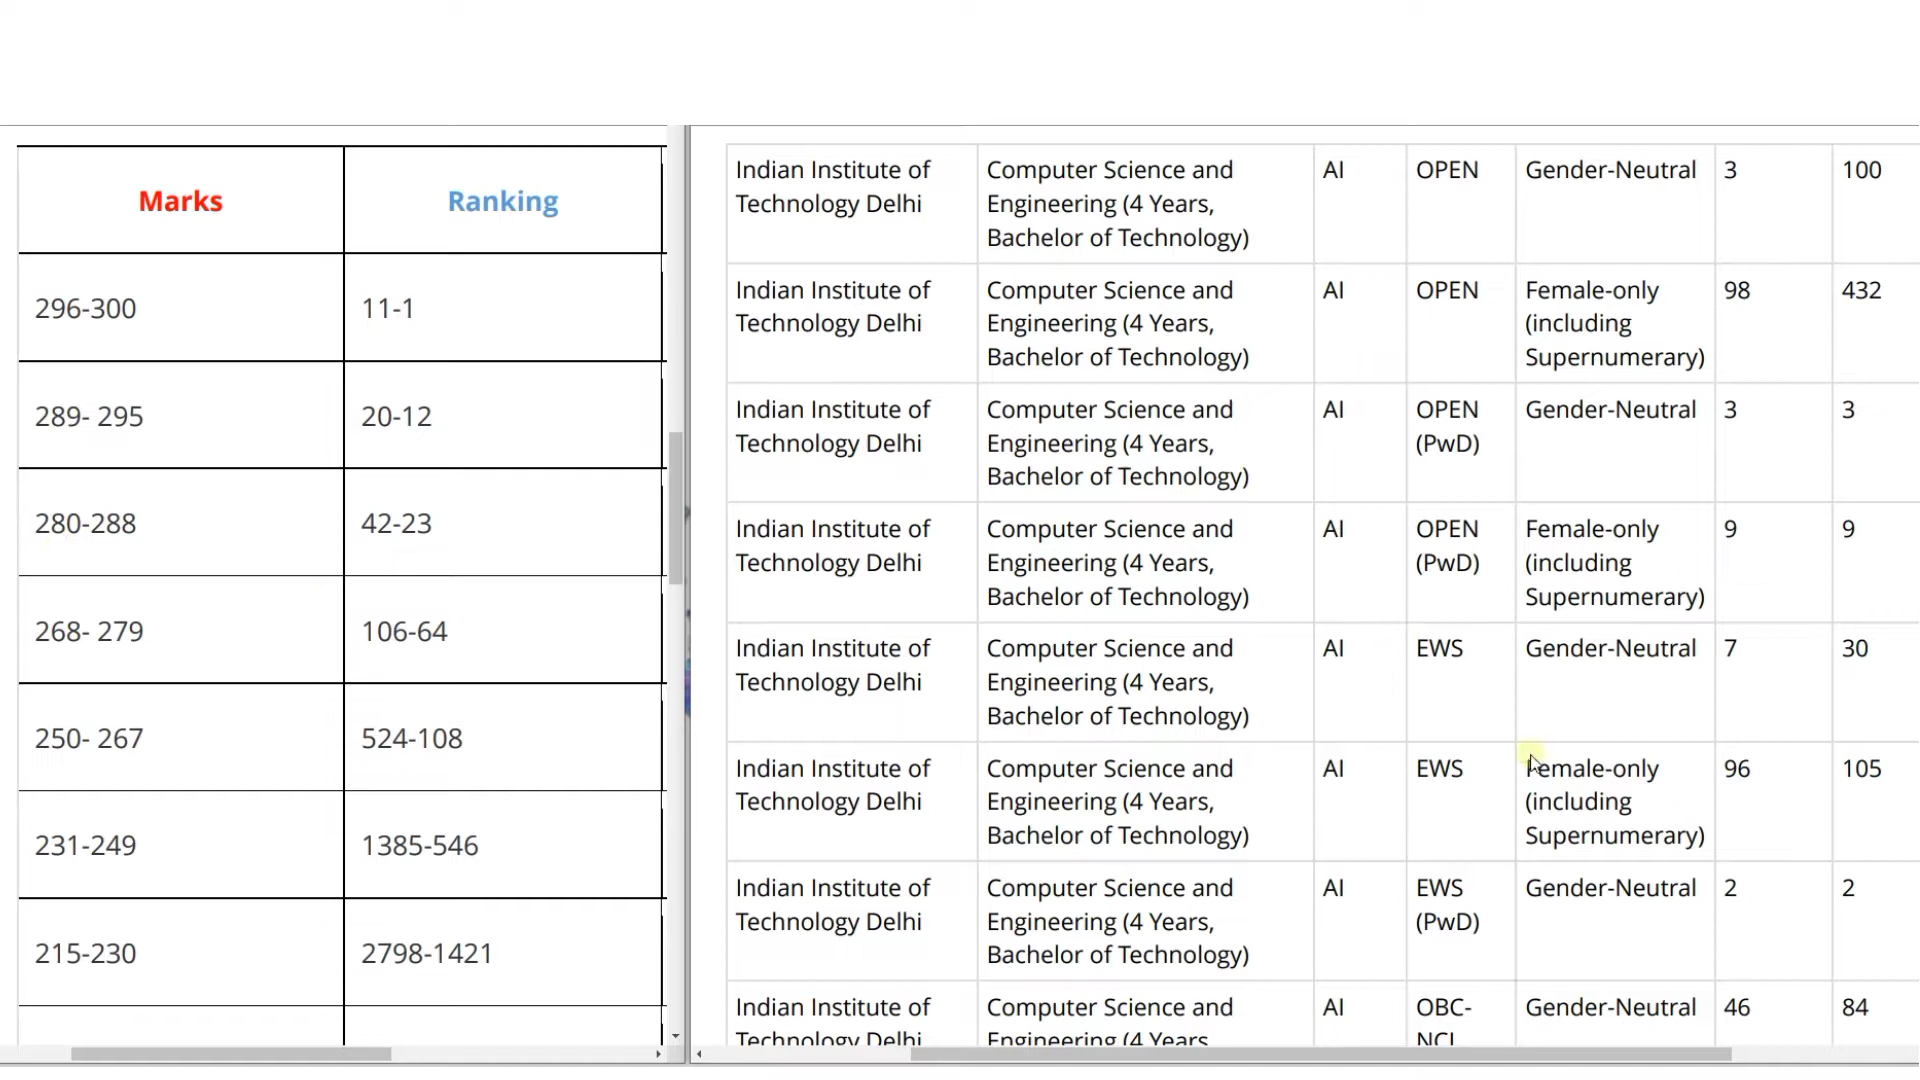 Marks Ranking
296-300 11-1
289- 295 20-12
280-288 42-23
268- 279 106-64
250- 267 524-108
231-249 1385-546
215-230 2798-1421
Indian Institute of Computer Science and AI OPEN Gender-Neutral 3 100
Technology Delhi Engineering (4 Years,
Bachelor of Technology)
Indian Institute of Computer Science and AI OPEN Female-only 98 432
Technology Delhi Engineering (4 Years, (including
Bachelor of Technology) Supernumerary)
Indian Institute of Computer Science and AI OPEN Gender-Neutral 3 3
Technology Delhi Engineering (4 Years, (PwD)
Bachelor of Technology)
Indian Institute of Computer Science and AI OPEN Female-only 9 9
Technology Delhi Engineering (4 Years, (PwD) (including
Bachelor of Technology) Supernumerary)
Indian Institute of Computer Science and AI EWS Gender-Neutral 7 30
Technology Delhi Engineering (4 Years,
Bachelor of Technology)
Indian Institute of Computer Science and AI EWS Female-only 96 105
Technology Delhi Engineering (4 Years, (including
Bachelor of Technology) Supernumerary)
Indian Institute of Computer Science and AI EWS Gender-Neutral 2 2
Technology Delhi Engineering (4 Years, (PwD)
Bachelor of Technology)
Indian Institute of Computer Science and AI OBC- Gender-Neutral 46 84
Technology Delhi Engineering (4 Years, NCL